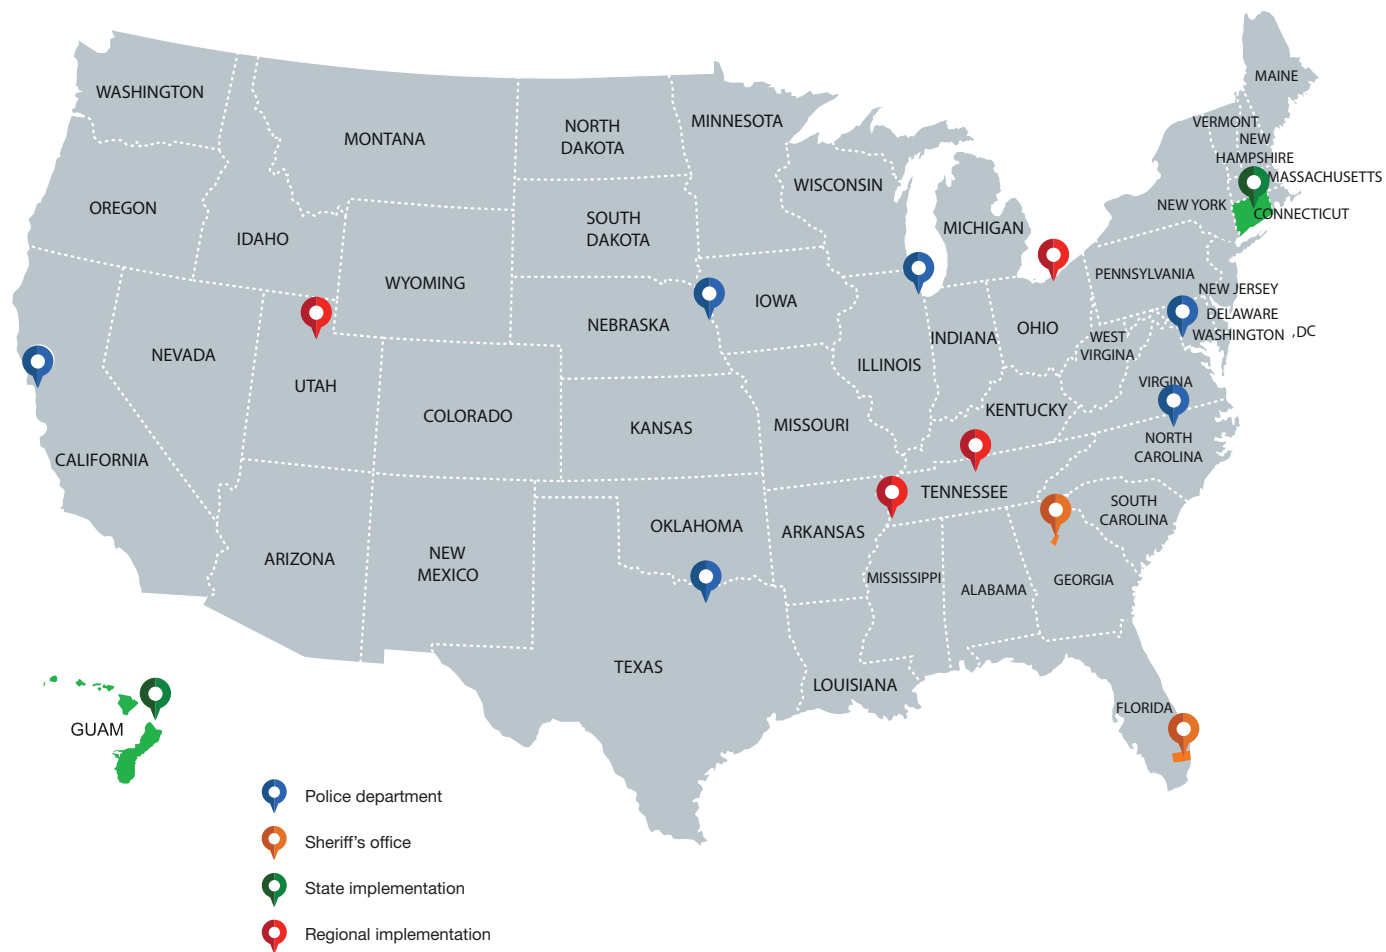 MAINE
WASHINGTON
VERMONT
NEW
HAMPSHIRE
MONTANA
NORTH
DAKOTA
MINNESOTA
MASSACHUSETTS
WISCONSIN
OREGON
NEW YORK
CONNECTICUT
SOUTH
DAKOTA
MICHIGAN
IDAHO
WYOMING
PENNSYLVANIA
NEW JERSEY
IOWA
NEBRASKA
DELAWARE
OHIO
WASHINGTON ,DC
INDIANA
WEST
VIRGINIA
NEVADA
ILLINOIS
UTAH
VIRGINA
COLORADO
KENTUCKY
KANSAS
MISSOURI
NORTH
CAROLINA
CALIFORNIA
TENNESSEE
SOUTH
CAROLINA
OKLAHOMA
ARKANSAS
ARIZONA
NEW
MEXICO
MISSISSIPPI
GEORGIA
ALABAMA
TEXAS
LOUISIANA
FLORIDA
GUAM
Police department
Sheriff's office
State implementation
Regional implementation